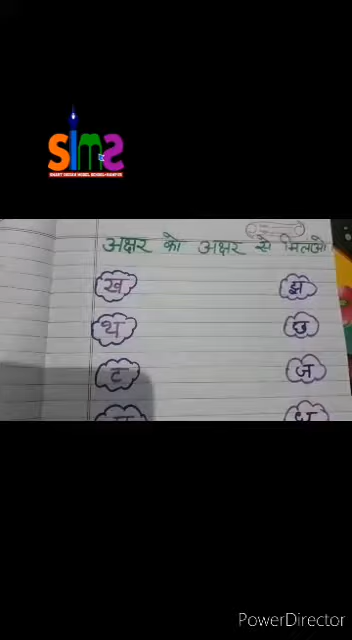 sims
अक्षर को अक्षर से मिलाओ
ख झ
थ छ
ट ज
PowerDirector